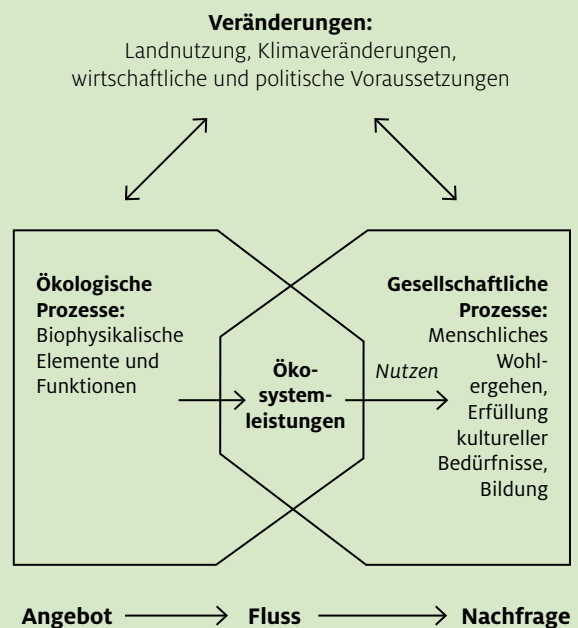 Veränderungen:
Landnutzung, Klimaveränderungen,
wirtschaftliche und politische Voraussetzungen
Ökologische
Prozesse:
Biophysikalische
Elemente und
Funktionen
Öko-
system-
leistungen
Nutzen
Gesellschaftliche
Prozesse:
Menschliches
Wohl-
ergehen,
Erfüllung
kultureller
Bedürfnisse,
Bildung
Angebot Fluss Nachfrage